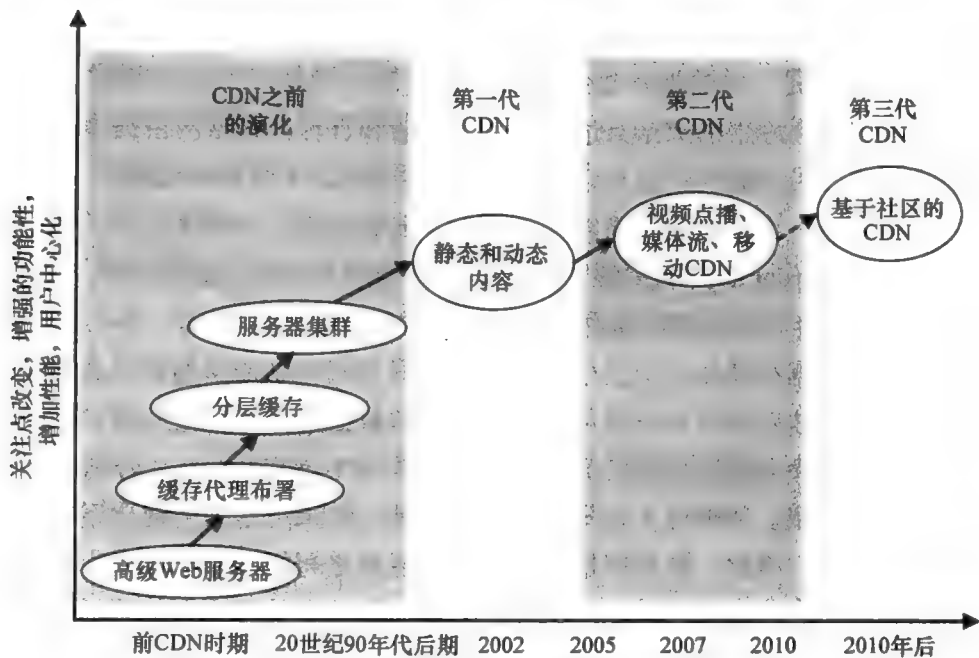 CDN之前
的演化
第一代
CDN
第二代
CDN
第三代
CDN
基于社区的
CDN
视频点播、
媒体流、移
动CDN
静态和动态
内容
服务器集群
分层缓存
缓存代理布署
高级Web服务器
关注点改变，增强的功能性，
增加性能，用户中心化
前CDN时期 20世纪90年代后期 2002 2005 2007 2010 2010年后